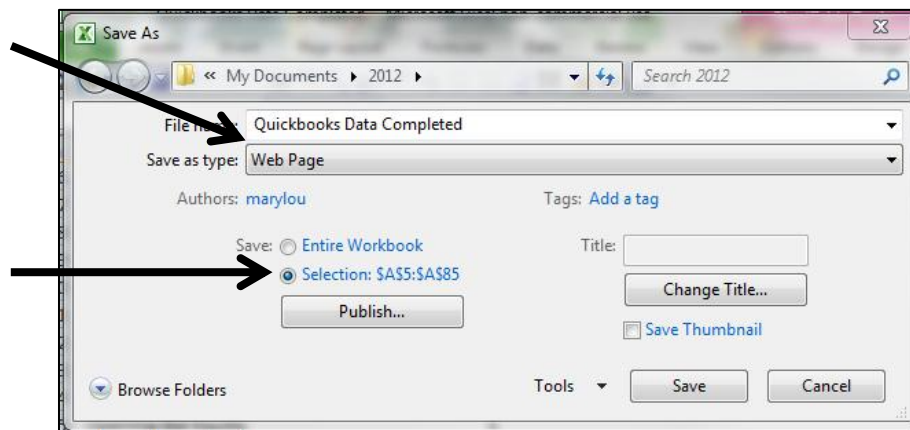 Save As
« My Documents ▸ 2012 ▸ Search 2012
File name: Quickbooks Data Completed
Save as type: Web Page
Authors: marylou Tags: Add a tag
Save: Entire Workbook Title:
Selection: $A$5:$A$85
Change Title...
Publish...
Save Thumbnail
Browse Folders Tools Save Cancel